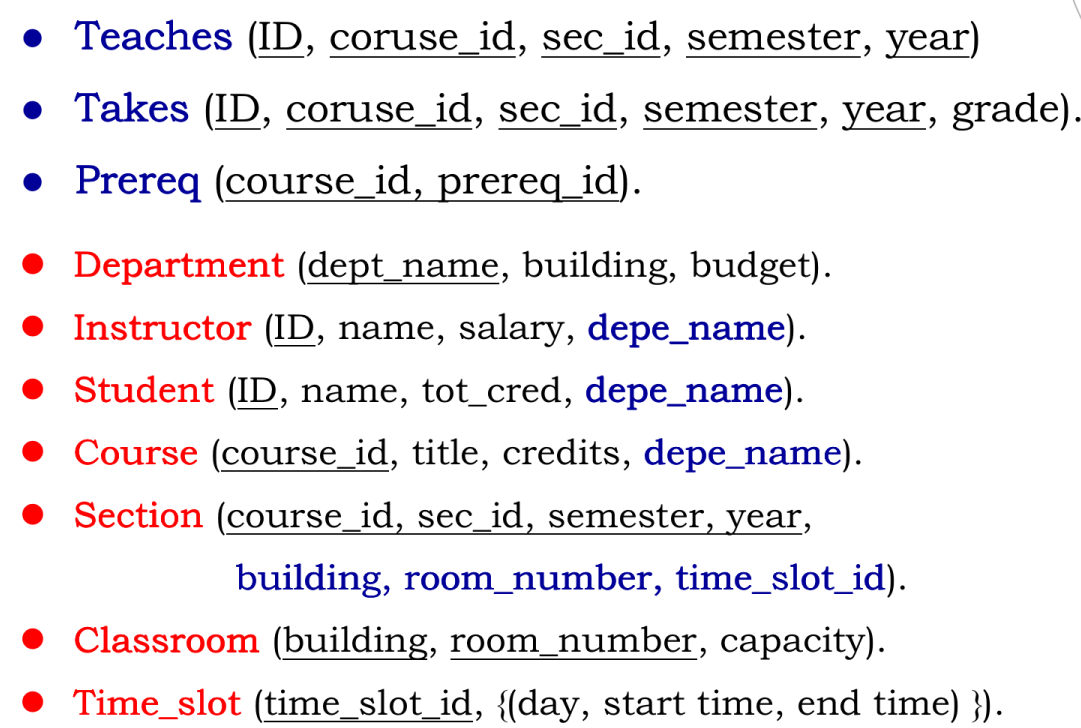 ● Teaches (ID, coruse_id, sec_id, semester, year)
● Takes (ID, coruse_id, sec_id, semester, year, grade).
● Prereq (course_id, prereq_id).
● Department (dept_name, building, budget).
● Instructor (ID, name, salary, depe_name).
● Student (ID, name, tot_cred, depe_name).
● Course (course_id, title, credits, depe_name).
● Section (course_id, sec_id, semester, year,
building, room_number, time_slot_id).
● Classroom (building, room_number, capacity).
● Time_slot (time_slot_id, {(day, start time, end time) }).